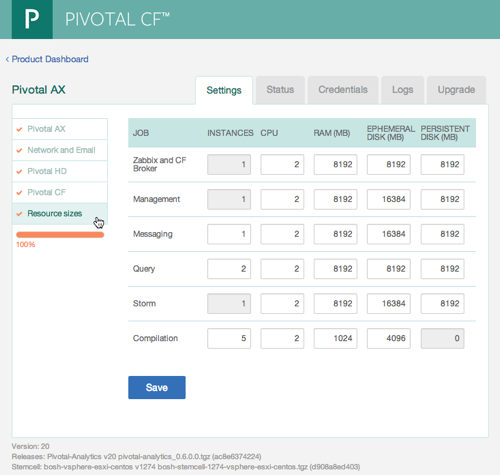 P PIVOTAL CF™
< Product Dashboard
Pivotal AX
Settings Status Credentials Logs Upgrade
Pivotal AX
Network and Email
Pivotal HD
Pivotal CF
Resource sizes
100%
JOB INSTANCES CPU RAM (MB) EPHEMERAL DISK (MB) PERSISTENT DISK (MB)
Zabbix and CF Broker 1 2 8192 8192 8192
Management 1 2 8192 16384 8192
Messaging 1 2 8192 16384 8192
Query 2 2 8192 8192 8192
Storm 1 2 8192 16384 8192
Compilation 5 2 1024 4096 0
Save
Version: 20
Releases: Pivotal-Analytics v20 pivotal-analytics_0.6.0.0.tgz (ac8e6374224)
Stemcell: bosh-vsphere-esxi-centos v1274 bosh-stemcell-1274-vsphere-esxi-centos.tgz (d908a8ed403)